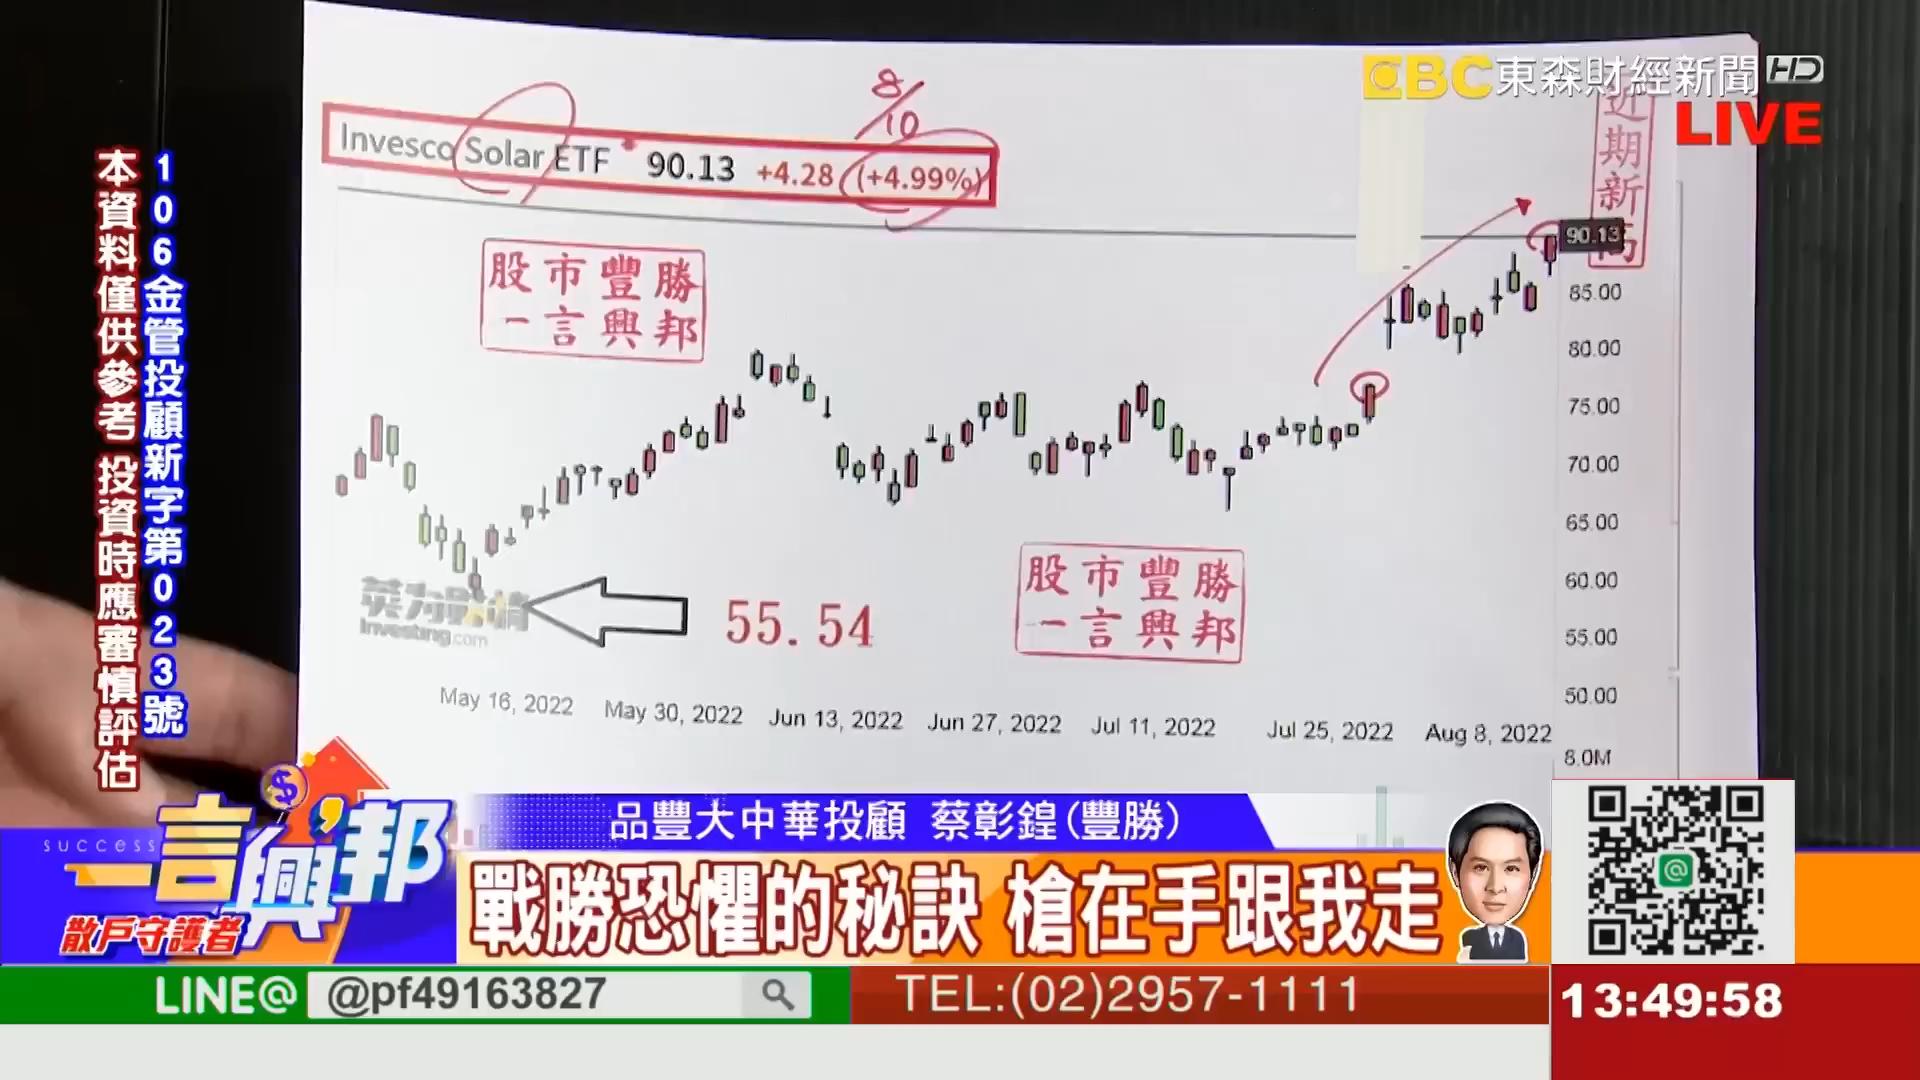 EBC東森財經新聞 HD
LIVE
106金管投顧新字第023號
本資料僅供參考 投資時應審慎評估
8/10
Invesco Solar ETF 90.13 +4.28 (+4.99%)
近期新高
股市豐勝
一言興邦
90.13
85.00
80.00
75.00
70.00
65.00
60.00
55.00
50.00
8.0M
Investing.com
55.54
股市豐勝
一言興邦
May 16, 2022
May 30, 2022
Jun 13, 2022
Jun 27, 2022
Jul 11, 2022
Jul 25, 2022
Aug 8, 2022
success
一言興邦
散戶守護者
品豐大中華投顧 蔡彰鍠(豐勝)
戰勝恐懼的秘訣 槍在手跟我走
LINE@ @pf49163827
TEL:(02)2957-1111
13:49:58